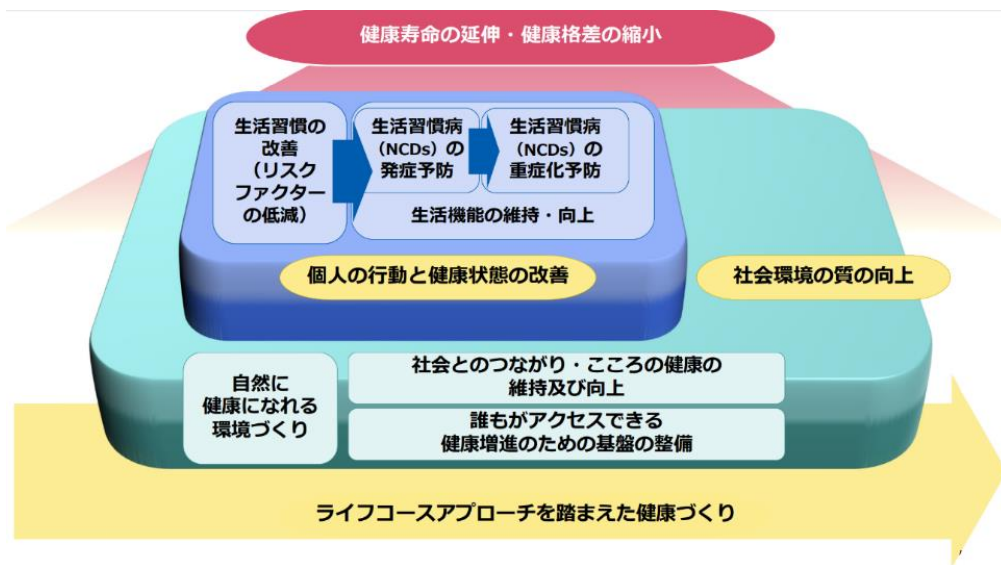 健康寿命の延伸・健康格差の縮小
生活習慣の
改善
（リスク
ファクター
の低減）
生活習慣病
（NCDs）の
発症予防
生活習慣病
（NCDs）の
重症化予防
生活機能の維持・向上
個人の行動と健康状態の改善
社会環境の質の向上
自然に
健康になれる
環境づくり
社会とのつながり・こころの健康の
維持及び向上
誰もがアクセスできる
健康増進のための基盤の整備
ライフコースアプローチを踏まえた健康づくり